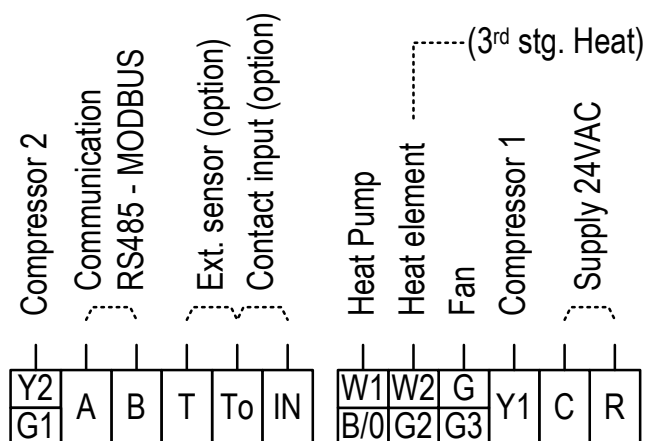 (3rd stg. Heat)
Compressor 2
Communication
RS485 - MODBUS
Ext. sensor (option)
Contact input (option)
Heat Pump
Heat element
Fan
Compressor 1
Supply 24VAC
Y2 A B T To IN W1 W2 G Y1 C R
G1 B/0 G2 G3